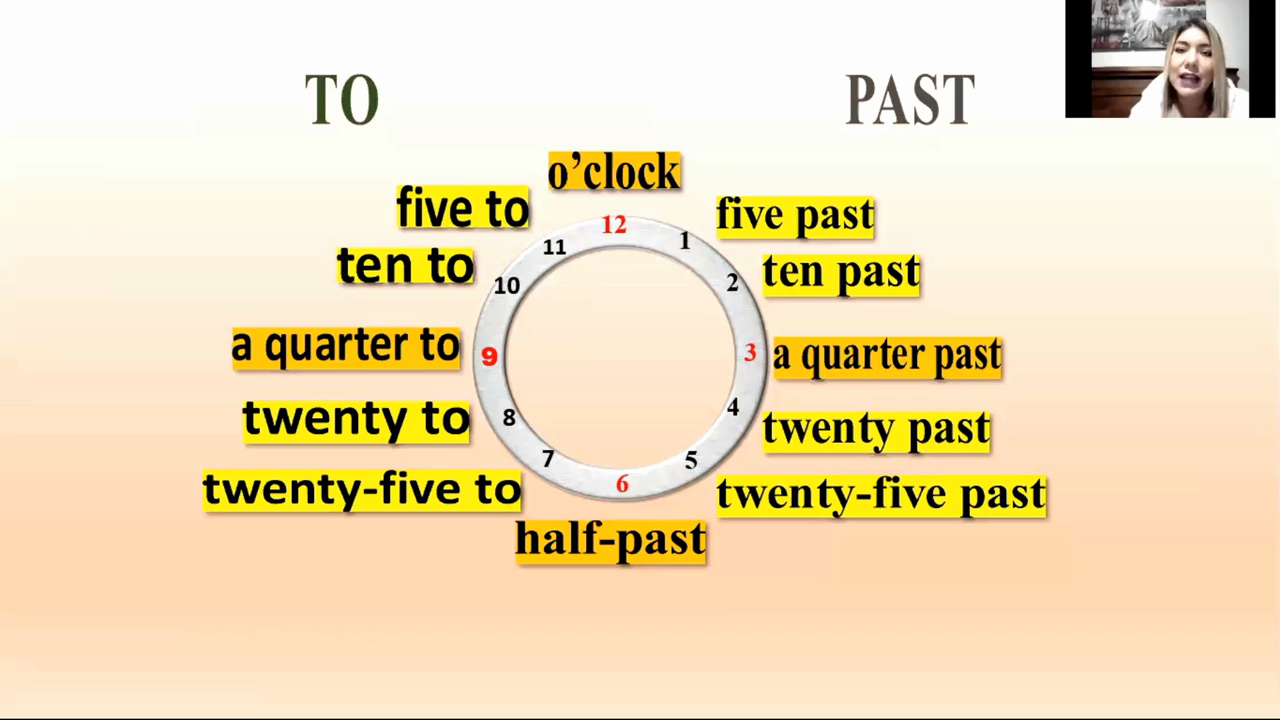 TO
PAST
o’clock
five to
five past
ten to
ten past
a quarter to
a quarter past
twenty to
twenty past
twenty-five to
twenty-five past
half-past
12
1
2
3
4
5
6
7
8
9
10
11